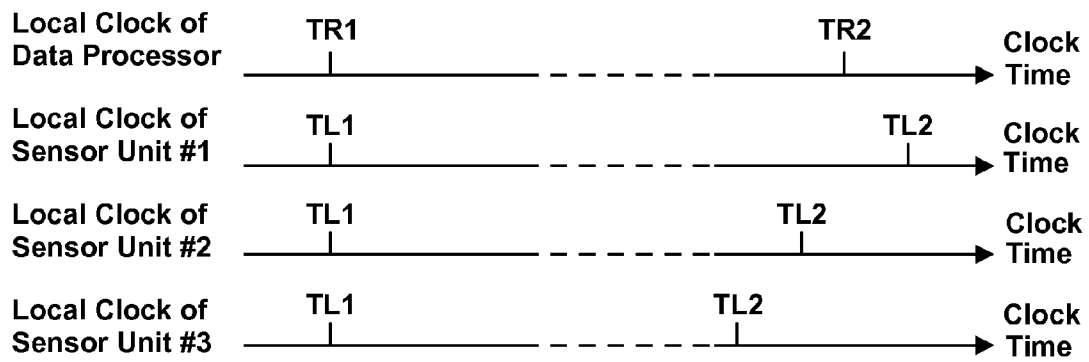 Local Clock of
Data Processor
TR1
TR2
Clock
Time
Local Clock of
Sensor Unit #1
TL1
TL2
Clock
Time
Local Clock of
Sensor Unit #2
TL1
TL2
Clock
Time
Local Clock of
Sensor Unit #3
TL1
TL2
Clock
Time